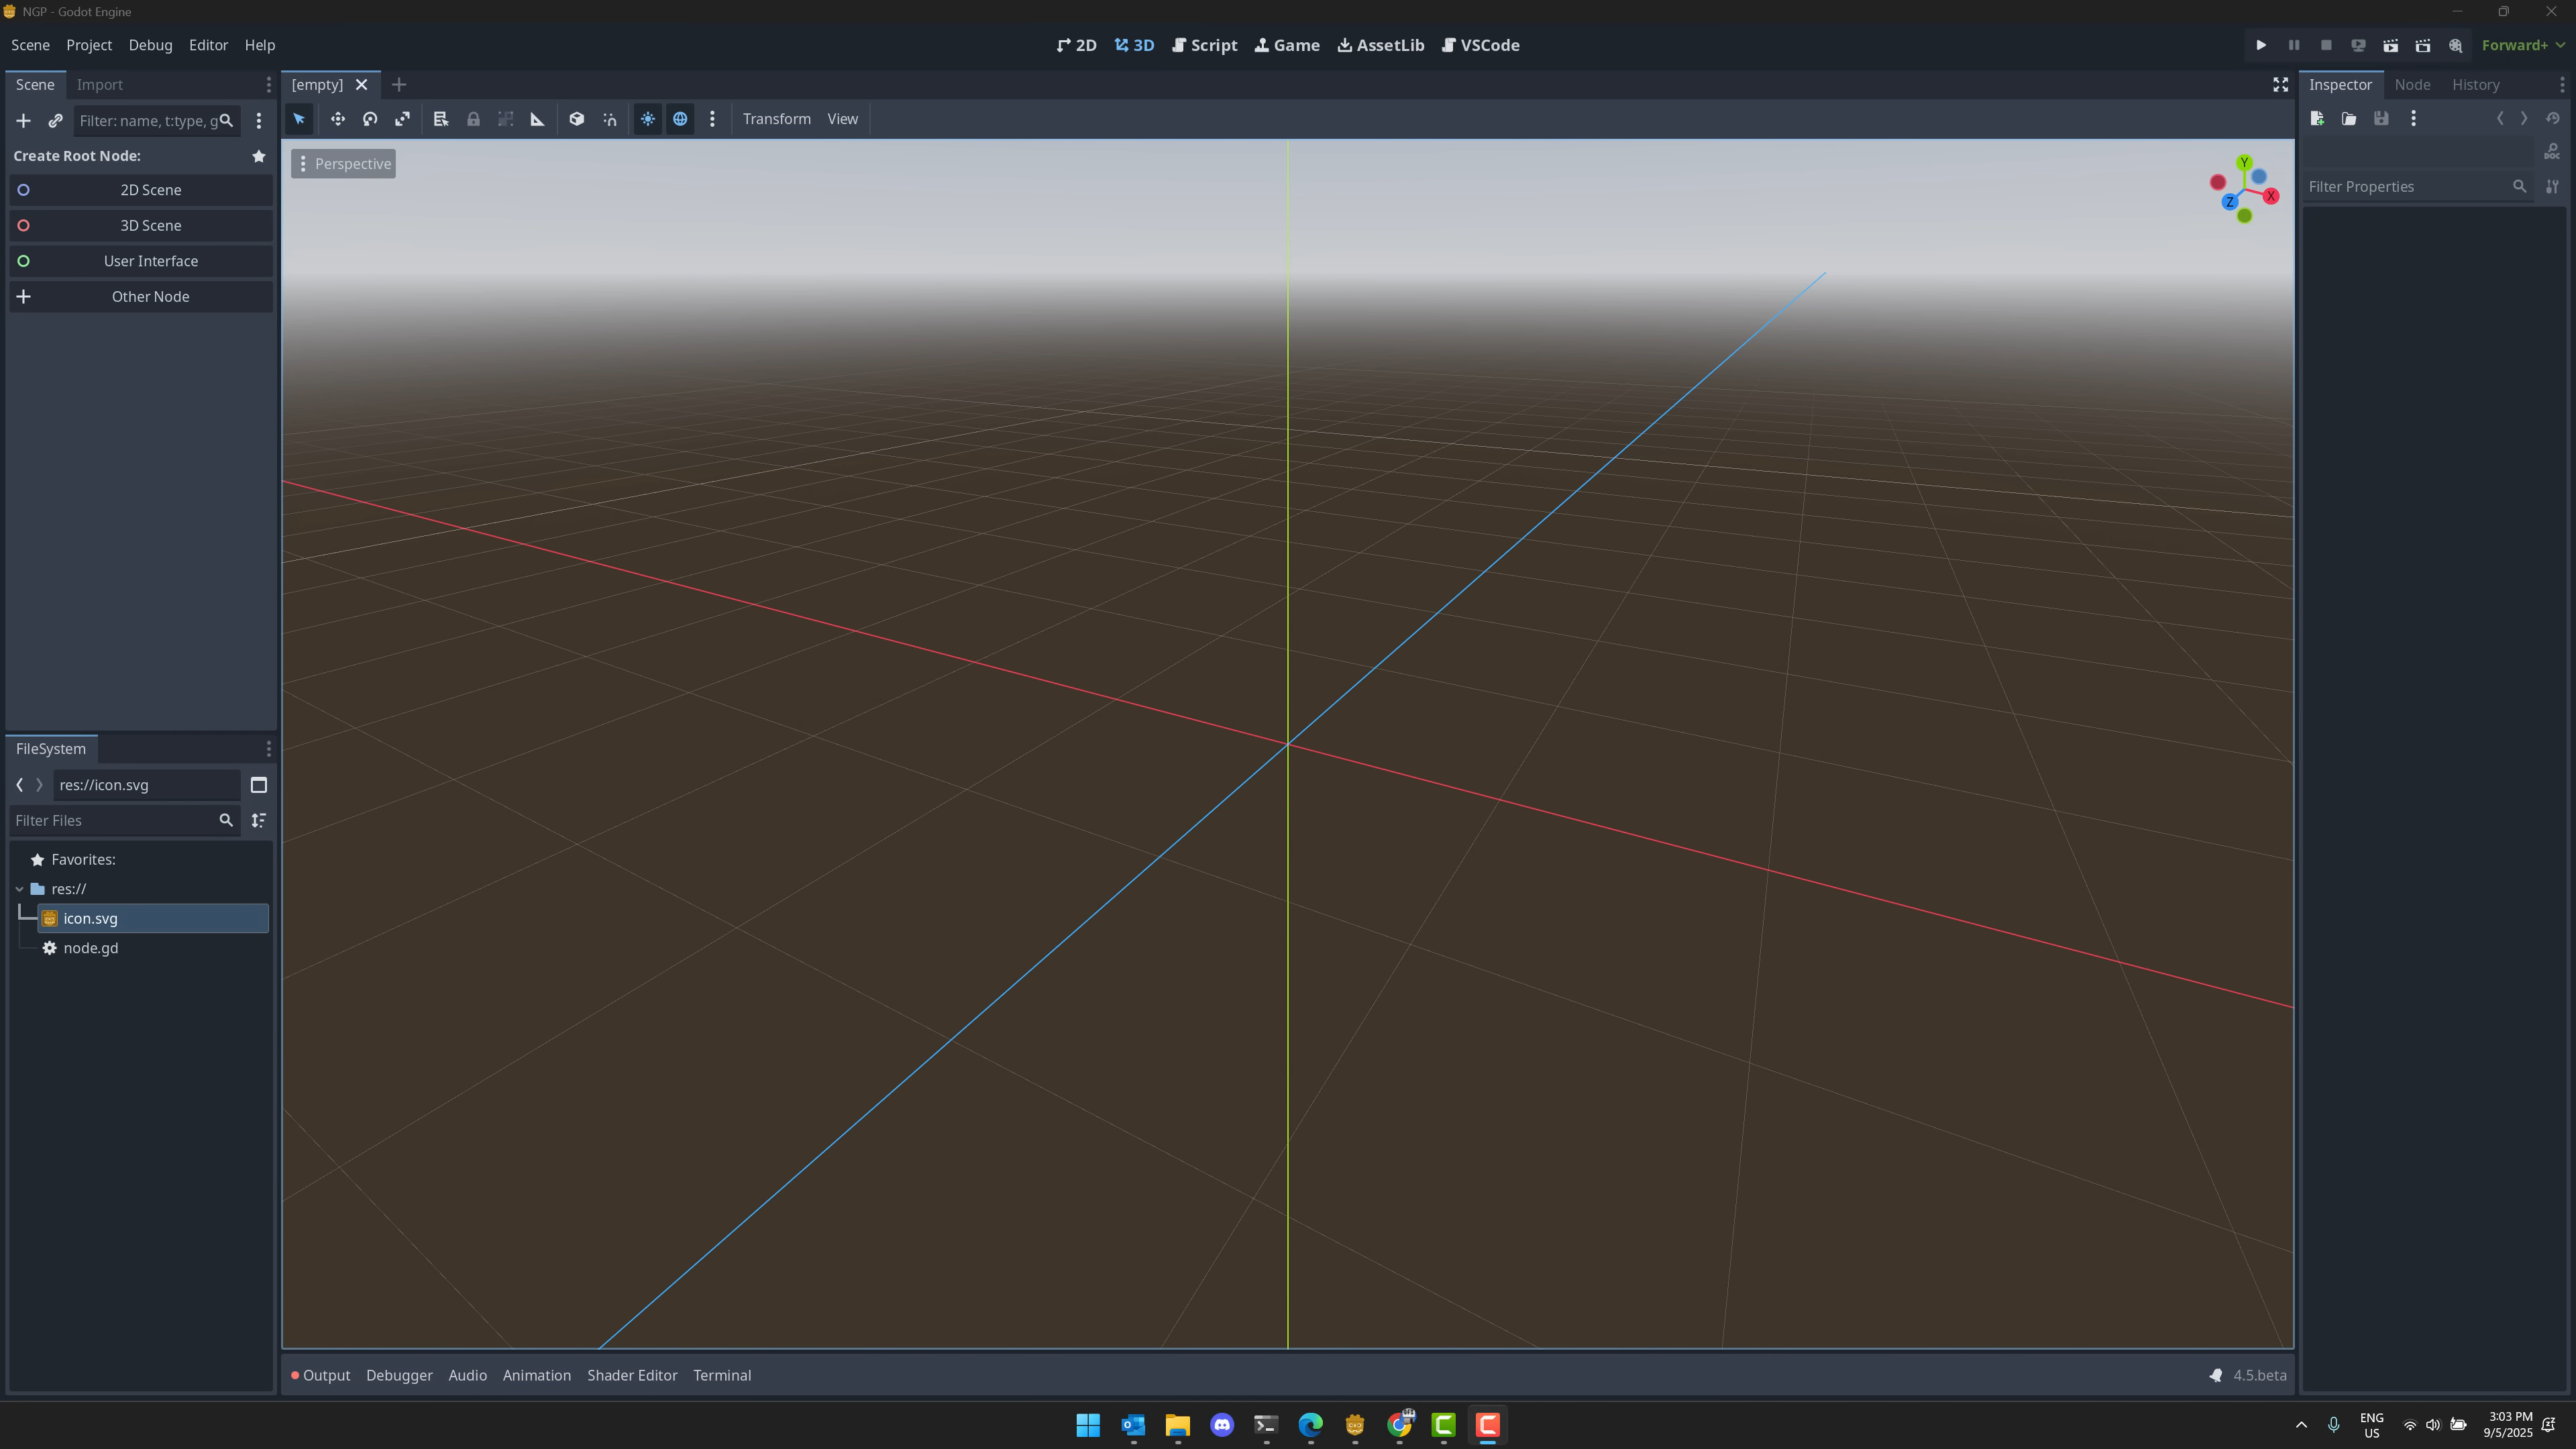 NGP - Godot Engine
Scene Project Debug Editor Help
2D 3D Script Game AssetLib VSCode
Forward+
Scene Import
[empty]
Inspector Node History
Filter: name, t:type, g
Transform View
Create Root Node:
Perspective
Y
X
Z
DOC
Filter Properties
2D Scene
3D Scene
User Interface
Other Node
FileSystem
res://icon.svg
Filter Files
Favorites:
res://
icon.svg
node.gd
Output Debugger Audio Animation Shader Editor Terminal
4.5.beta
ENG
US
3:03 PM
9/5/2025